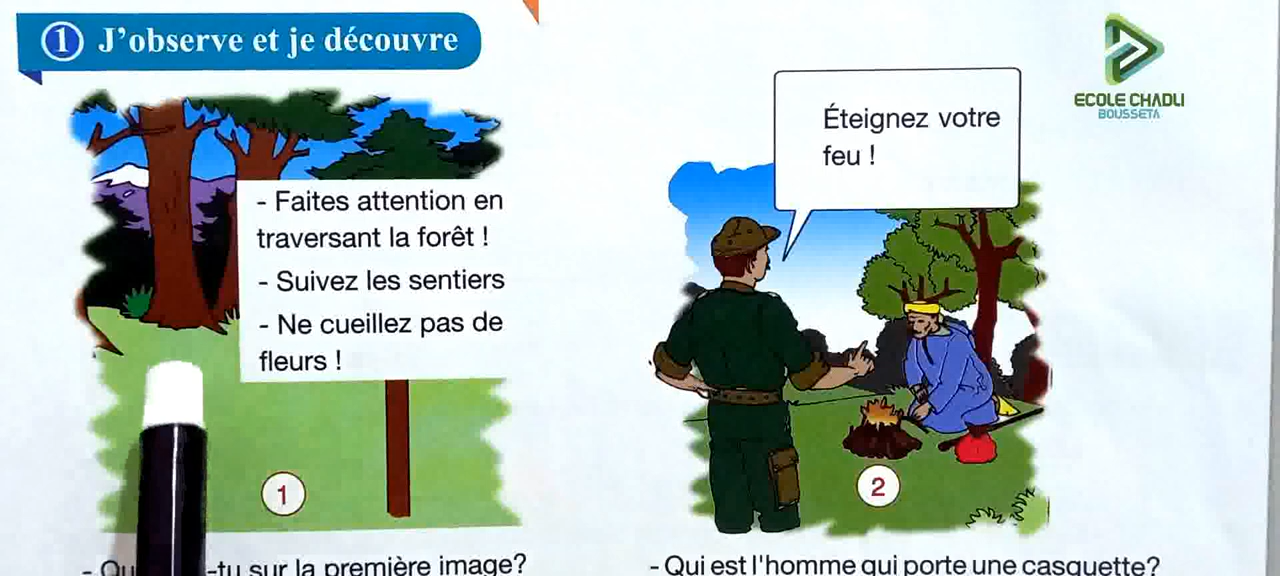 1 J'observe et je découvre
ECOLE CHADLI
BOUSSETA
- Faites attention en
traversant la forêt !
- Suivez les sentiers
- Ne cueillez pas de
fleurs !
1
Éteignez votre
feu !
2
-tu sur la première image?
- Qui est l'homme qui porte une casquette?